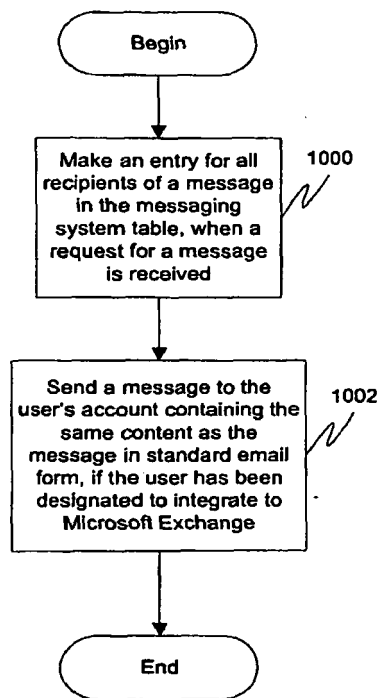 Begin
Make an entry for all
recipients of a message
in the messaging
system table, when a
request for a message
is received
1000
Send a message to the
user's account containing the
same content as the
message in standard email
form, if the user has been
designated to integrate to
Microsoft Exchange
1002
End